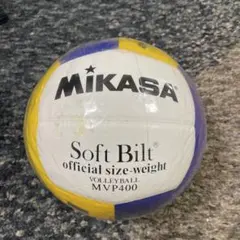 MIKASA
Soft Bilt
official size-weight
VOLLEYBALL
MVP400